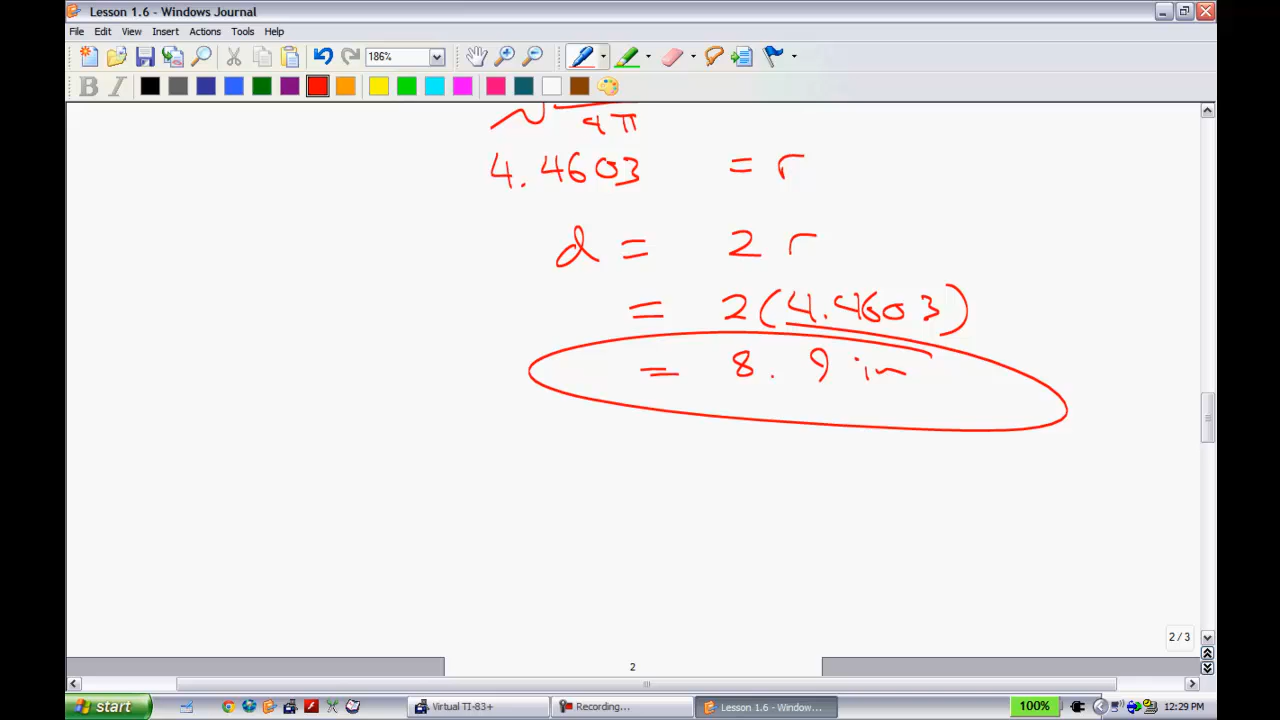 Lesson 1.6 - Windows Journal
File Edit View Insert Actions Tools Help
186%
B I
√ 4π
4.4603 = r
d = 2 r
= 2(4.4603)
= 8.9 in
2/3
2
start Virtual TI-83+ Recording... Lesson 1.6 - Window... 100% 12:29 PM